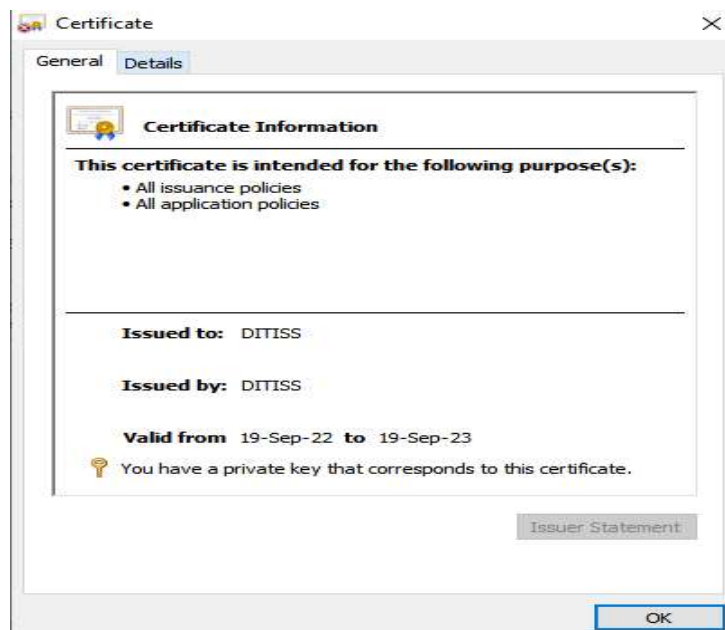 Certificate
General Details
Certificate Information
This certificate is intended for the following purpose(s):
• All issuance policies
• All application policies
Issued to: DITISS
Issued by: DITISS
Valid from 19-Sep-22 to 19-Sep-23
You have a private key that corresponds to this certificate.
Issuer Statement
OK